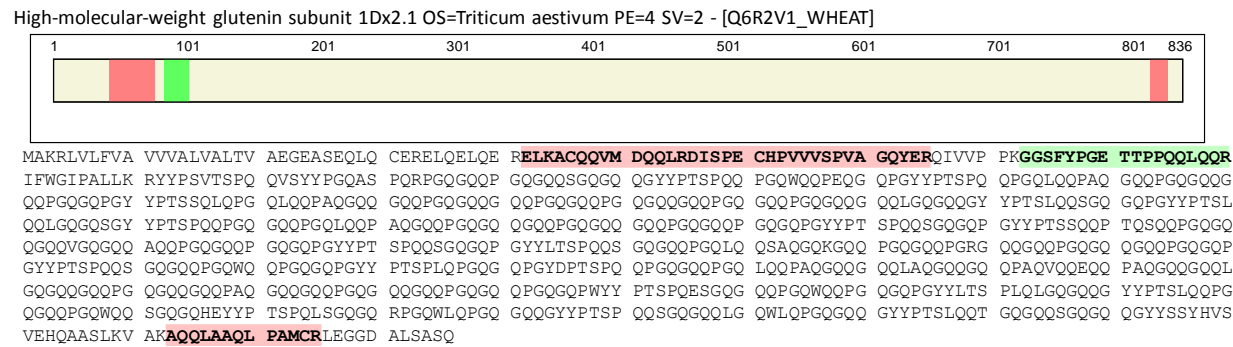 High-molecular-weight glutenin subunit 1Dx2.1 OS=Triticum aestivum PE=4 SV=2 - [Q6R2V1_WHEAT]
1 101 201 301 401 501 601 701 801 836
MAKRLVLFVA VVVALVALTV AEGEASEQLQ CERELQELQE RELKACQQVM DQQLRDISPE CHPVVVSPVA GQYERQIVVP PKGGSFYPGE TTPPQQLQQR
IFWGIPALLK RYYPSVTSPQ QVSYYPGQAS PQRPGQGQQP GQGQQSGQGQ QGYYPTSPQQ PGQWQQPEQG QPGYYPTSPQ QPGQLQQPAQ GQQPGQGQQG
QQPGQGQPGY YPTSSQLQPG QLQQPAQGQQ GQQPGQGQQG QQPGQGQQPG QGQQGQQPGQ GQQPGQGQQG QQLGQGQQGY YPTSLQQSGQ GQPGYYPTSL
QQLGQGQSGY YPTSPQQPGQ GQQPGQLQQP AQGQQPGQGQ QGQQPGQGQQ GQQPGQGQQP GQGQPGYYPT SPQQSGQGQP GYYPTSSQQP TQSQQPGQGQ
QGQQVGQGQQ AQQPGQGQQP GQGQPGYYPT SPQQSGQGQP GYYLTSPQQS GQGQQPGQLQ QSAQGQKGQQ PGQGQQPGRG QQGQQPGQGQ QGQQPGQGQP
GYYPTSPQQS GQGQQPGQWQ QPGQGQPGYY PTSPLQPGQG QPGYDPTSPQ QPGQGQQPGQ LQQPAQGQQG QQLAQGQQGQ QPAQVQQEQQ PAQGQQGQQL
GQGQQGQQPG QGQQGQQPAQ GQQGQQPGQG QQGQQPGQGQ QPGQGQPWYY PTSPQESGQG QQPGQWQQPG QGQPGYYLTS PLQLGQGQQG YYPTSLQQPG
QGQQPGQWQQ SGQGQHEYYP TSPQLSGQGQ RPGQWLQPGQ GQQGYYPTSP QQSGQGQQLG QWLQPGQGQQ GYYPTSLQQT GQGQQSGQGQ QGYYSSYHVS
VEHQAASLKV AKAQQLAAQL PAMCRLEGGD ALSASQ